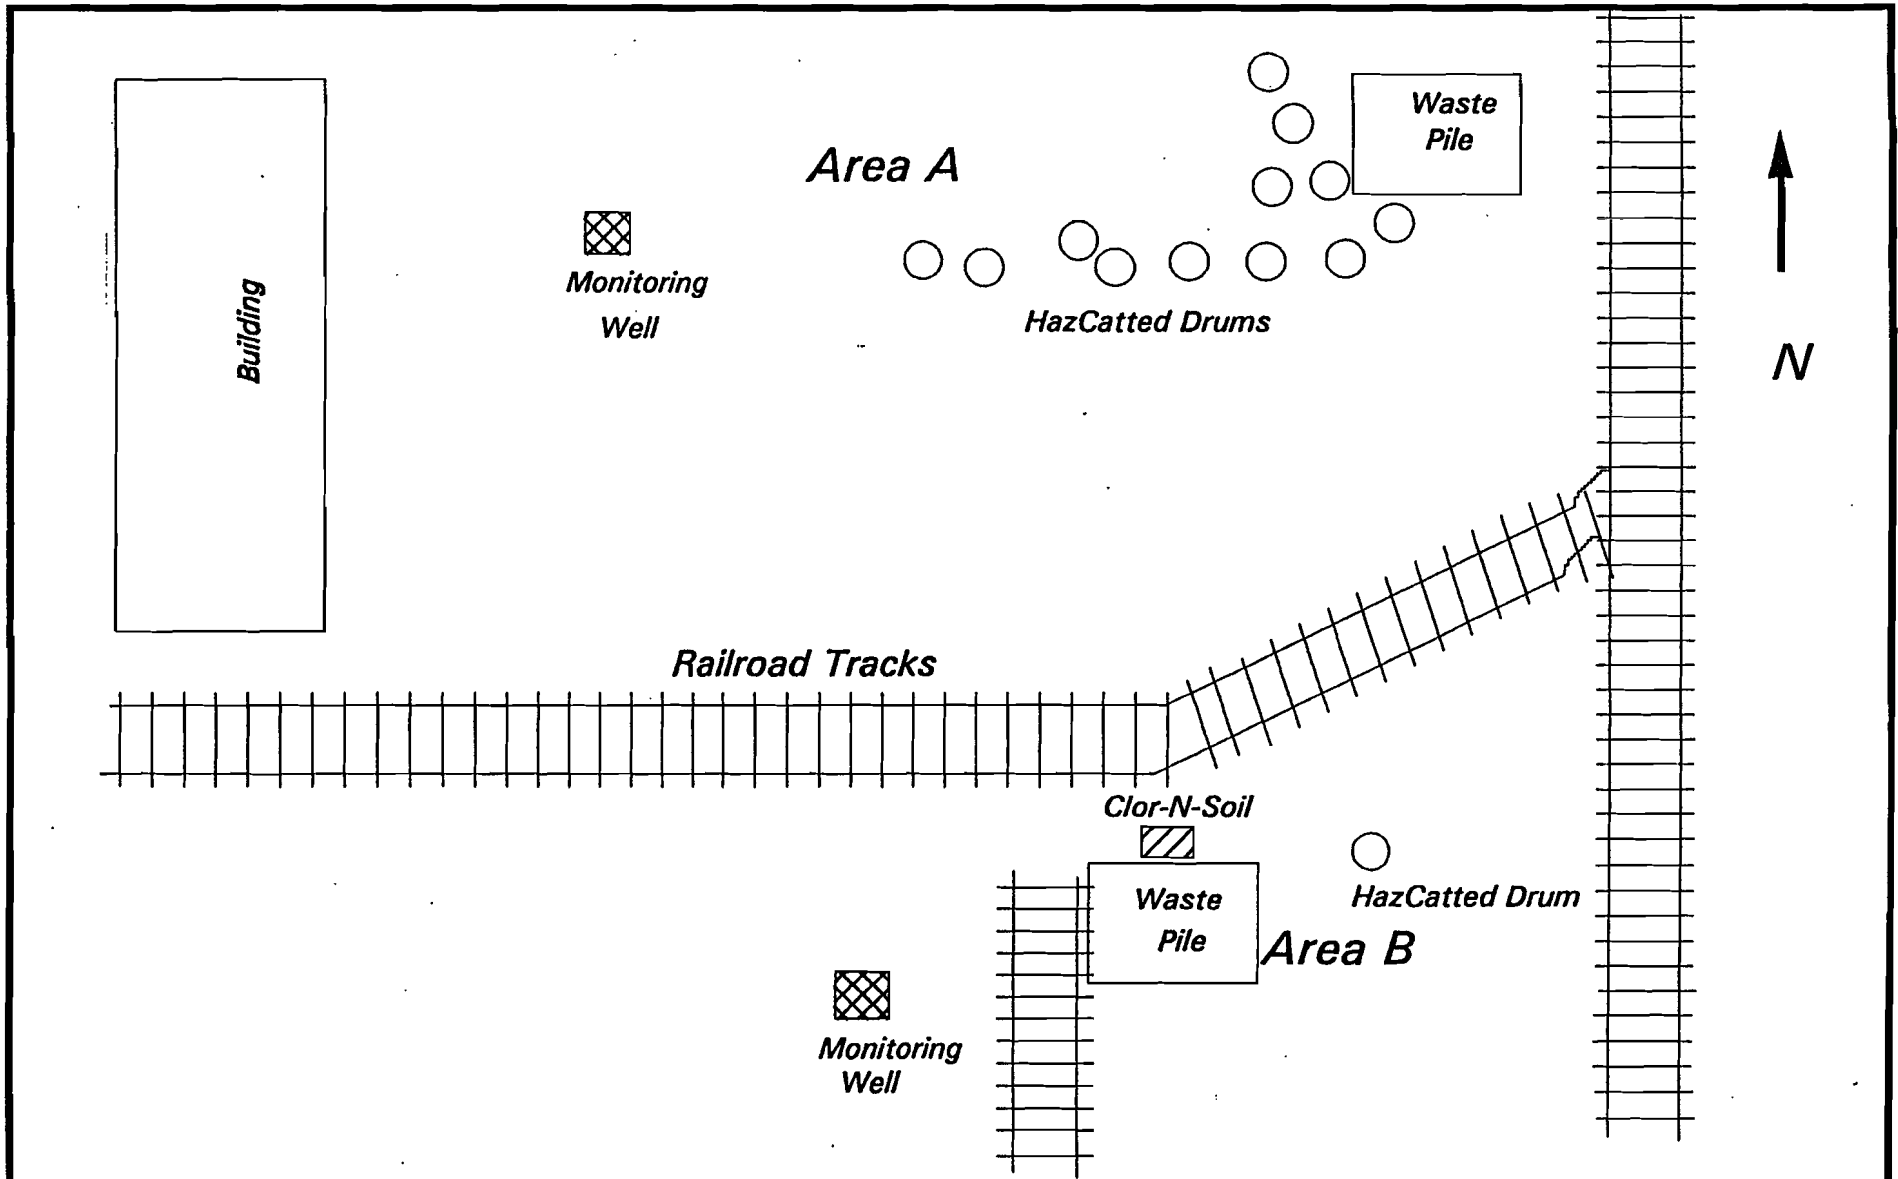 Waste
Pile
Area A
Monitoring
Well
HazCatted Drums
Building
N
Railroad Tracks
Clor-N-Soil
HazCatted Drum
Waste
Pile
Area B
Monitoring
Well